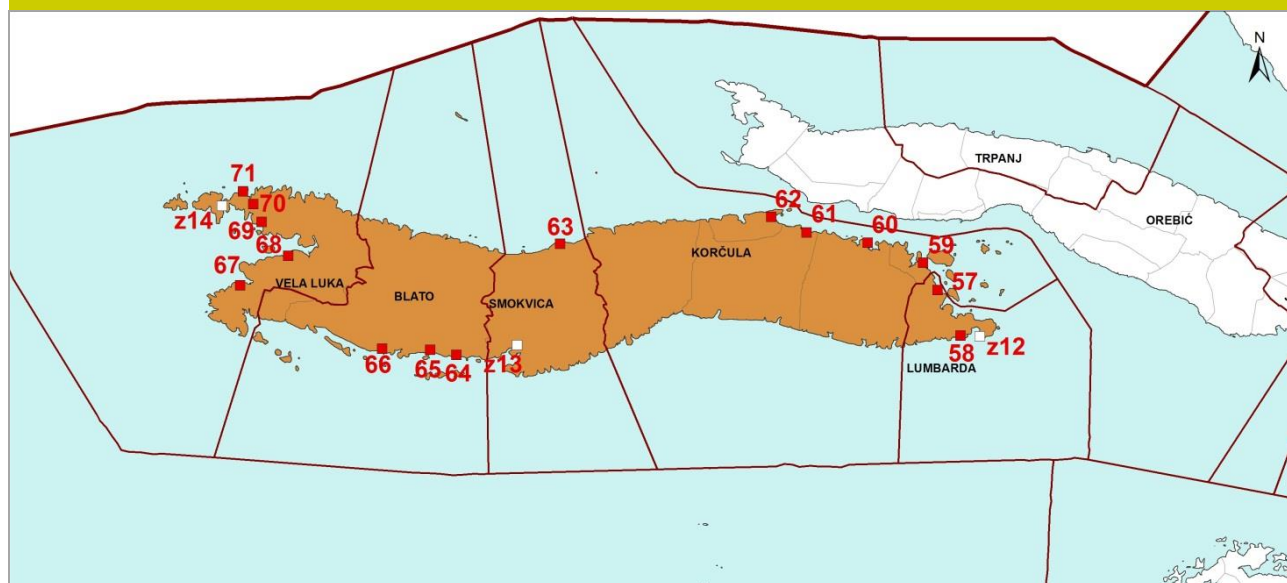 N
TRPANJ
71
70
z14
62
OREBIĆ
69
61
63
60
68
KORČULA
59
67
VELA LUKA
57
BLATO
SMOKVICA
66
65
64
z13
58
z12
LUMBARDA